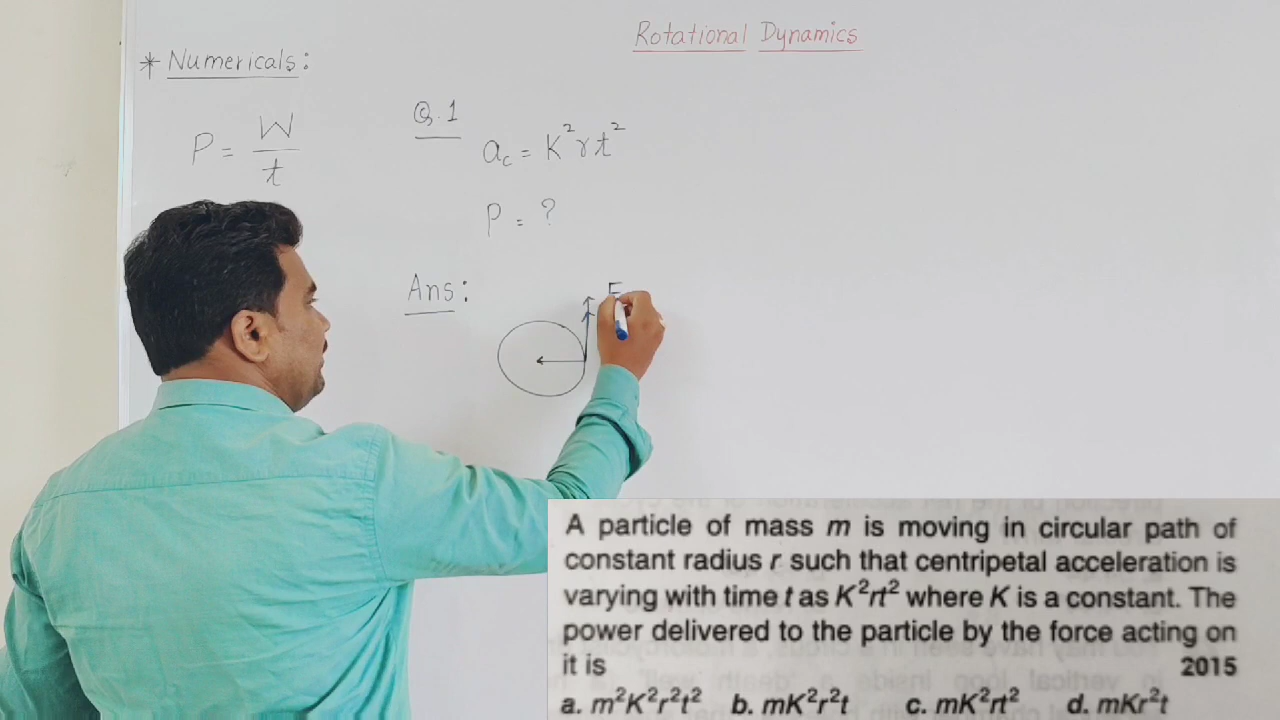 Rotational Dynamics
* Numericals:
P = W/t
Q.1
a_c = K²rt²
P = ?
Ans:
F
A particle of mass m is moving in circular path of
constant radius r such that centripetal acceleration is
varying with time t as K²rt² where K is a constant. The
power delivered to the particle by the force acting on
it is 2015
a. m²K²r²t² b. mK²r²t c. mK²rt² d. mKr²t